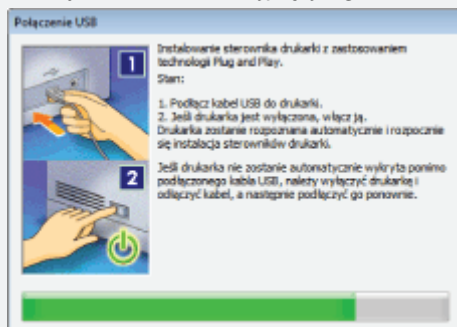 Połączenie USB
1
Instalowanie sterownika drukarki z zastosowaniem
technologii Plug and Play.
Stan:
1. Podłącz kabel USB do drukarki.
2. Jeśli drukarka jest wyłączona, włącz ją.
Drukarka zostanie rozpoznana automatycznie i rozpocznie
się instalacja sterowników drukarki.
2
Jeśli drukarka nie zostanie automatycznie wykryta pomimo
podłączonego kabla USB, należy wyłączyć drukarkę i
odłączyć kabel, a następnie podłączyć go ponownie.